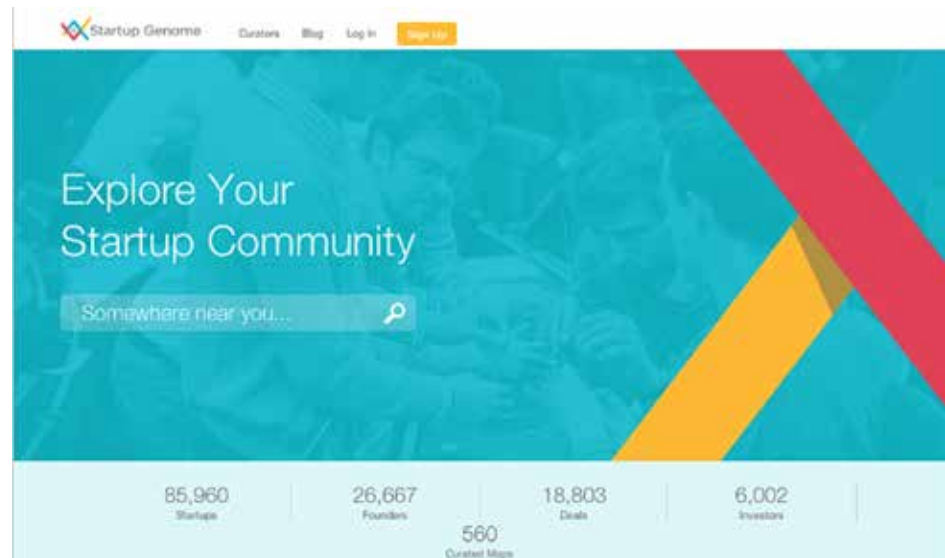 Startup Genome Curators Blog Log In Sign Up
Explore Your
Startup Community
Somewhere near you...
85,960 26,667 18,803 6,002
Startups Founders Deals Investors
560
Curated Maps